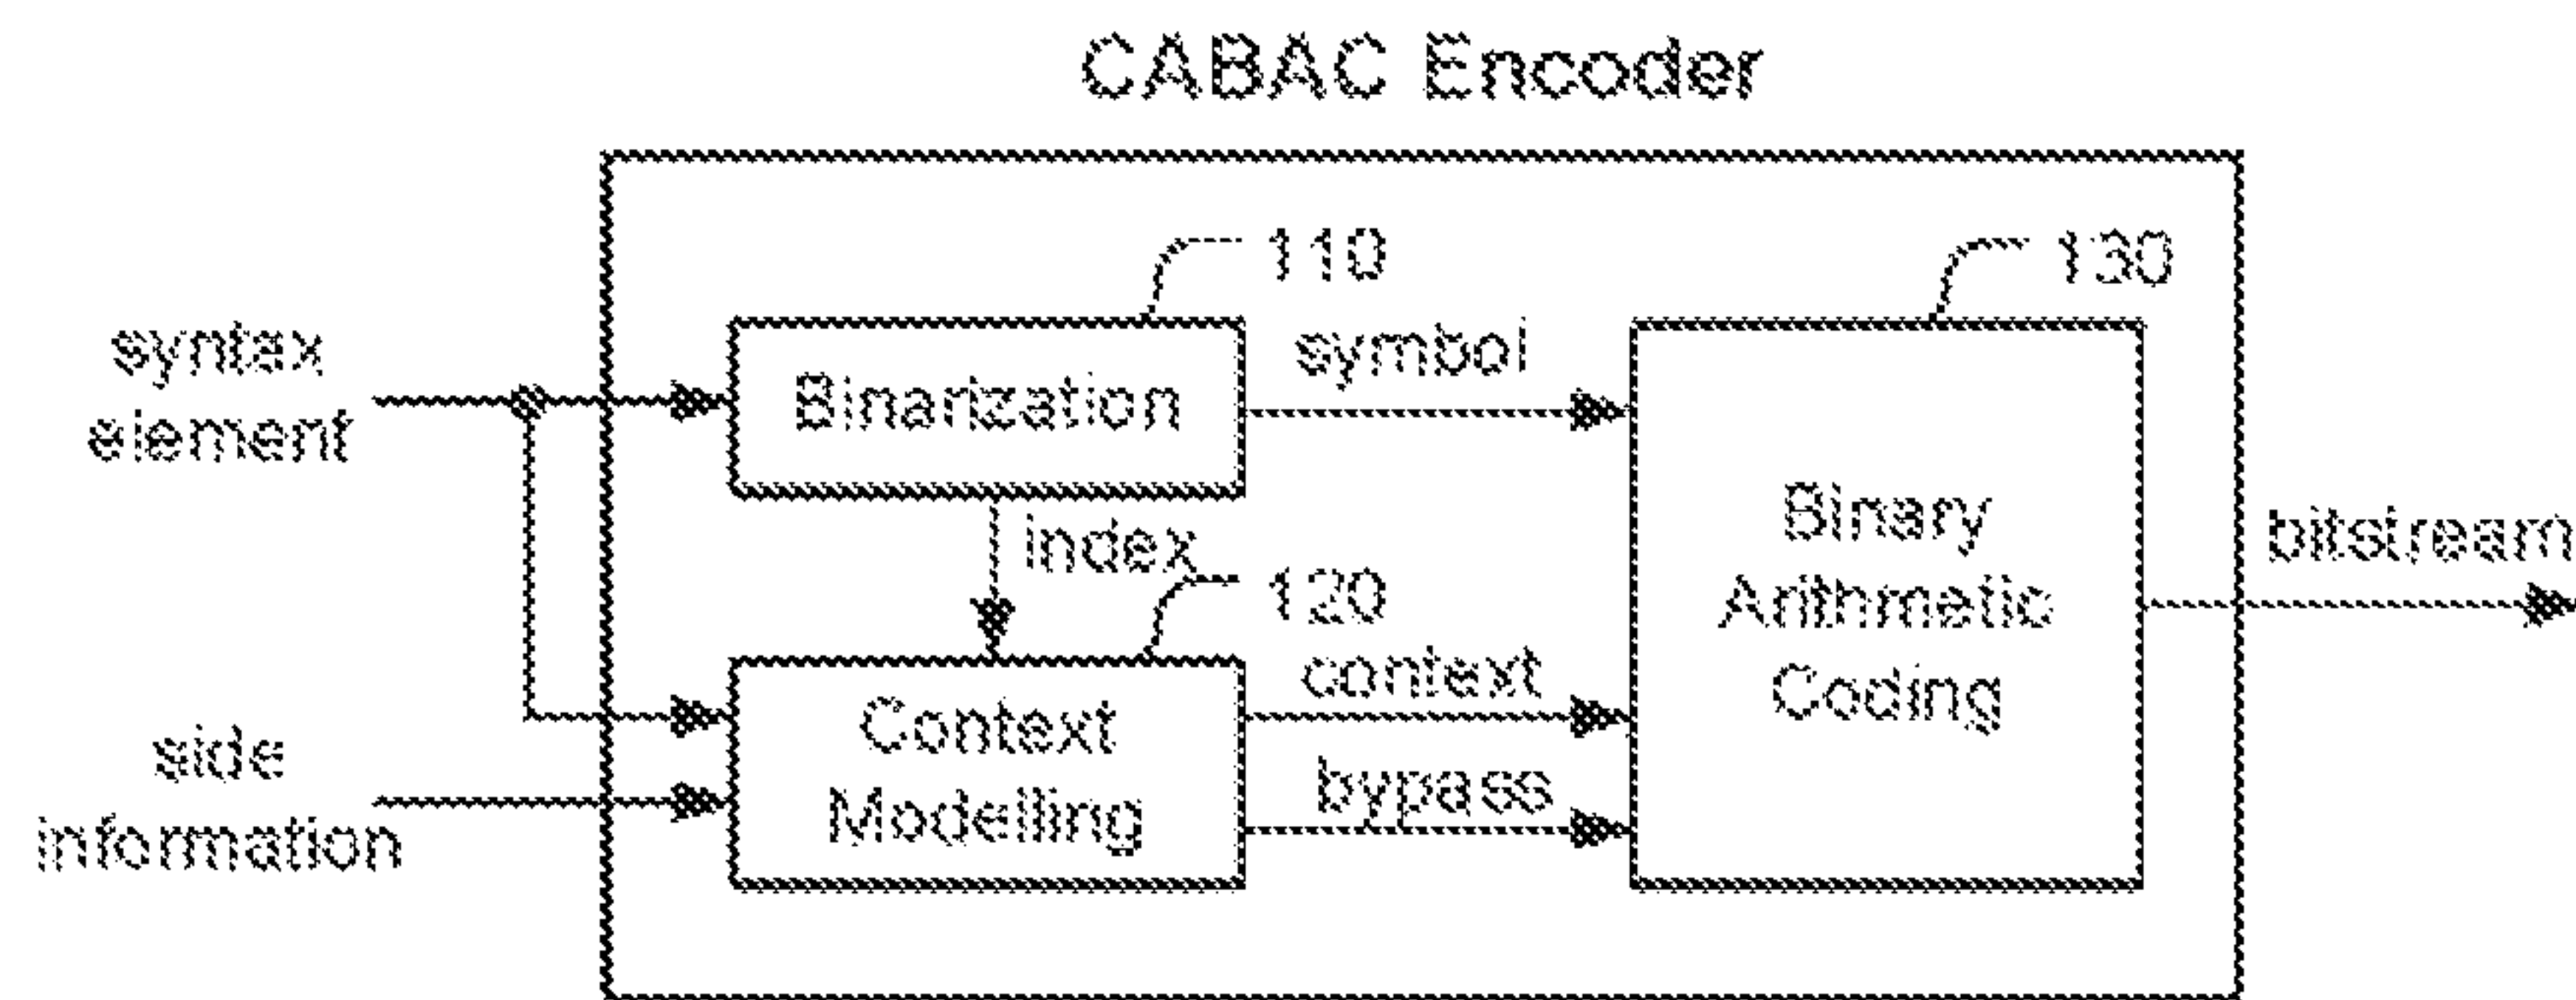 CABAC Encoder
110
130
syntax
element
Binarization
symbol
index
120
Binary
Arithmetic
Coding
bitstream
context
Context
Modelling
bypass
side
information